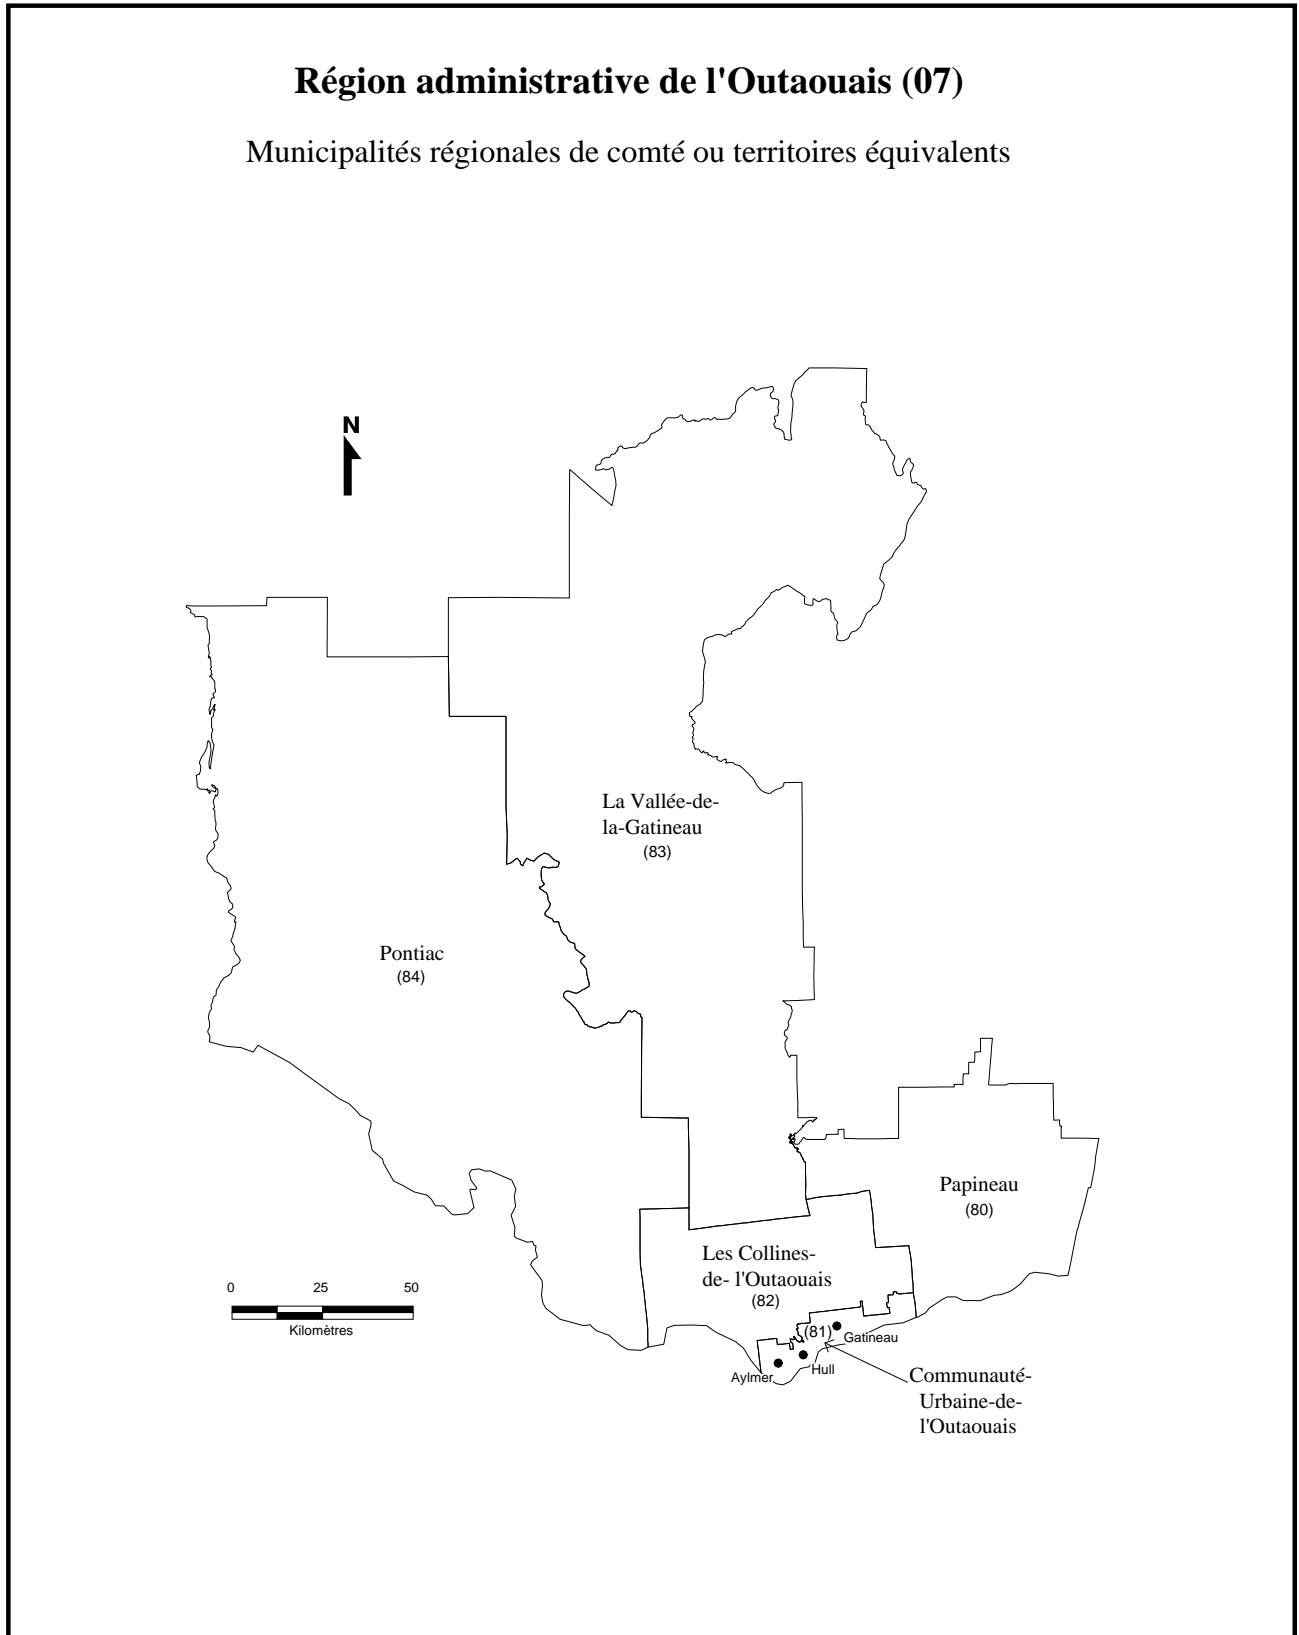 Région administrative de l'Outaouais (07)
Municipalités régionales de comté ou territoires équivalents
N
La Vallée-de-
la-Gatineau
(83)
Pontiac
(84)
Papineau
(80)
Les Collines-
de- l'Outaouais
(82)
0 25 50
Kilomètres
(81)
Gatineau
Hull
Aylmer
Communauté-
Urbaine-de-
l'Outaouais